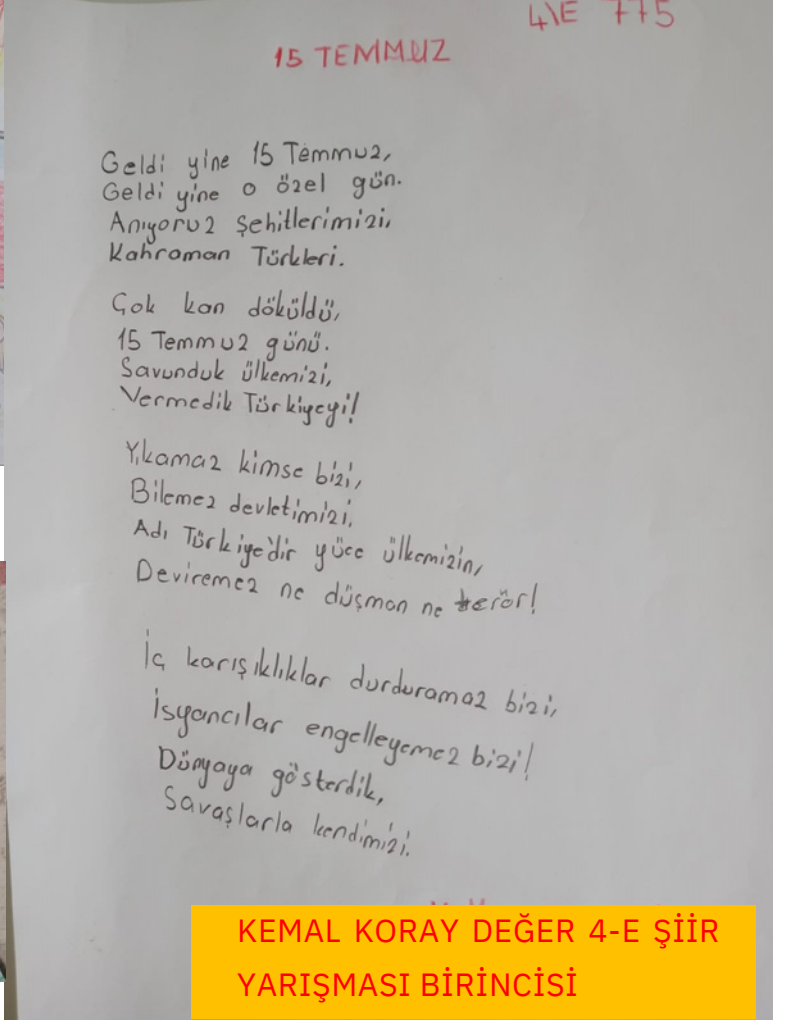 4\E 775
15 TEMMUZ
Geldi yine 15 Temmuz,
Geldi yine o özel gün.
Anıyoruz şehitlerimizi,
Kahraman Türkleri.
Çok kan döküldü,
15 Temmuz günü.
Savunduk ülkemizi,
Vermedik Türkiyeyi!
Yıkamaz kimse bizi,
Bilemez devletimizi.
Adı Türkiye'dir yüce ülkemizin,
Deviremez ne düşman ne terör!
İç karışıklıklar durduramaz bizi,
İsyancılar engelleyemez bizi!
Dünyaya gösterdik,
Savaşlarla kendimizi.
KEMAL KORAY DEĞER 4-E ŞİİR
YARIŞMASI BİRİNCİSİ